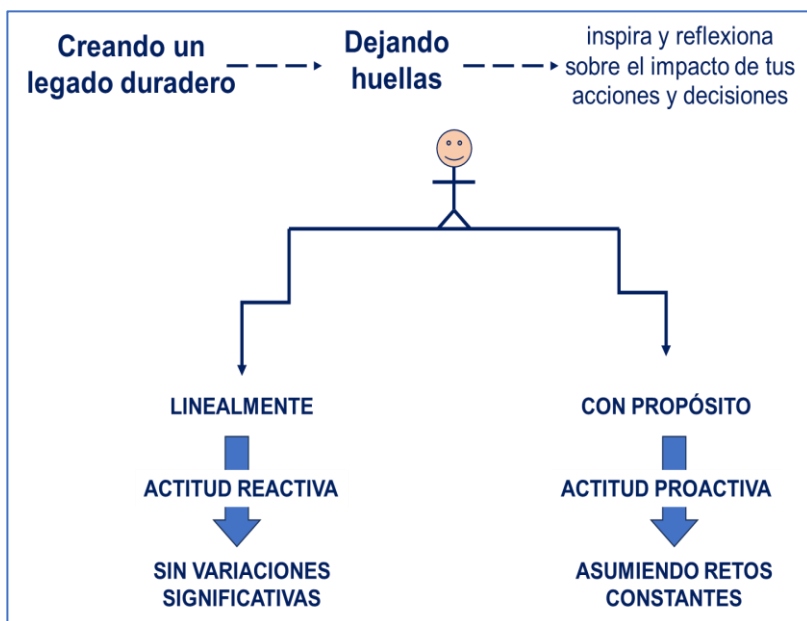 Creando un
legado duradero
Dejando
huellas
inspira y reflexiona
sobre el impacto de tus
acciones y decisiones
LINEALMENTE
ACTITUD REACTIVA
SIN VARIACIONES
SIGNIFICATIVAS
CON PROPÓSITO
ACTITUD PROACTIVA
ASUMIENDO RETOS
CONSTANTES